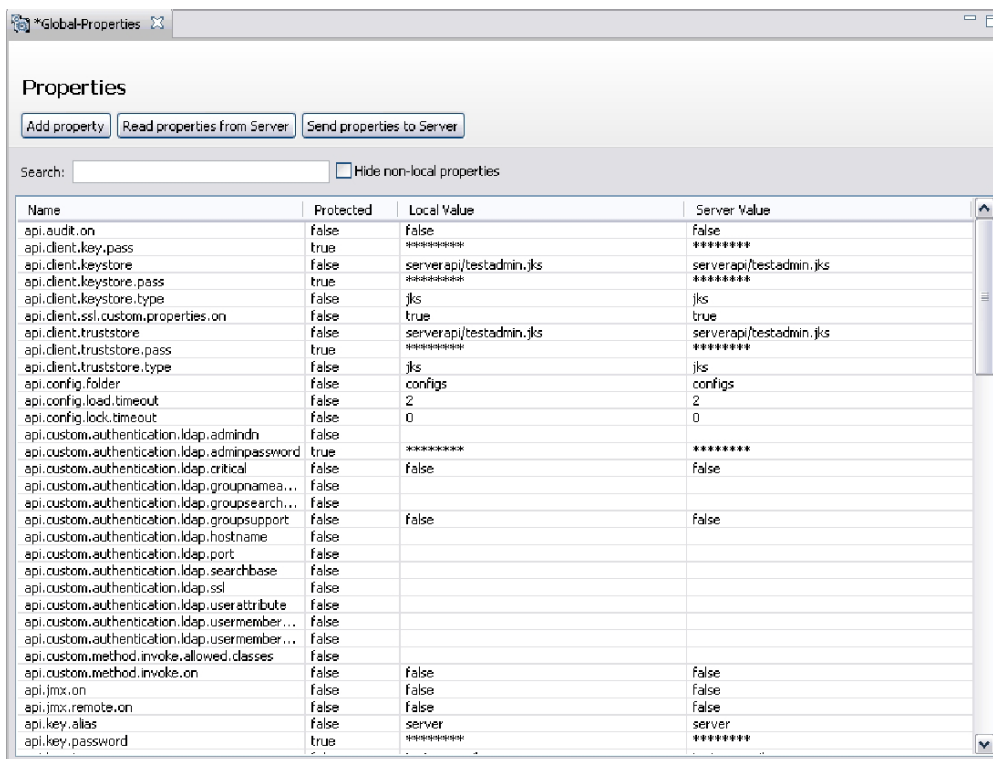 *Global-Properties
Properties
Add property Read properties from Server Send properties to Server
Search: Hide non-local properties
Name Protected Local Value Server Value
api.audit.on false false false
api.client.key.pass true ******** ********
api.client.keystore false serverapi/testadmin.jks serverapi/testadmin.jks
api.client.keystore.pass true ******** ********
api.client.keystore.type false jks jks
api.client.ssl.custom.properties.on false true true
api.client.truststore false serverapi/testadmin.jks serverapi/testadmin.jks
api.client.truststore.pass true ******** ********
api.client.truststore.type false jks jks
api.config.folder false configs configs
api.config.load.timeout false 2 2
api.config.lock.timeout false 0 0
api.custom.authentication.ldap.admindn false
api.custom.authentication.ldap.adminpassword true ******** ********
api.custom.authentication.ldap.critical false false false
api.custom.authentication.ldap.groupnamea... false
api.custom.authentication.ldap.groupsearch... false
api.custom.authentication.ldap.groupsupport false false false
api.custom.authentication.ldap.hostname false
api.custom.authentication.ldap.port false
api.custom.authentication.ldap.searchbase false
api.custom.authentication.ldap.ssl false
api.custom.authentication.ldap.userattribute false
api.custom.authentication.ldap.usermember... false
api.custom.authentication.ldap.usermember... false
api.custom.method.invoke.allowed.classes false
api.custom.method.invoke.on false false false
api.jmx.on false false false
api.jmx.remote.on false false false
api.key.alias false server server
api.key.password true ******** ********